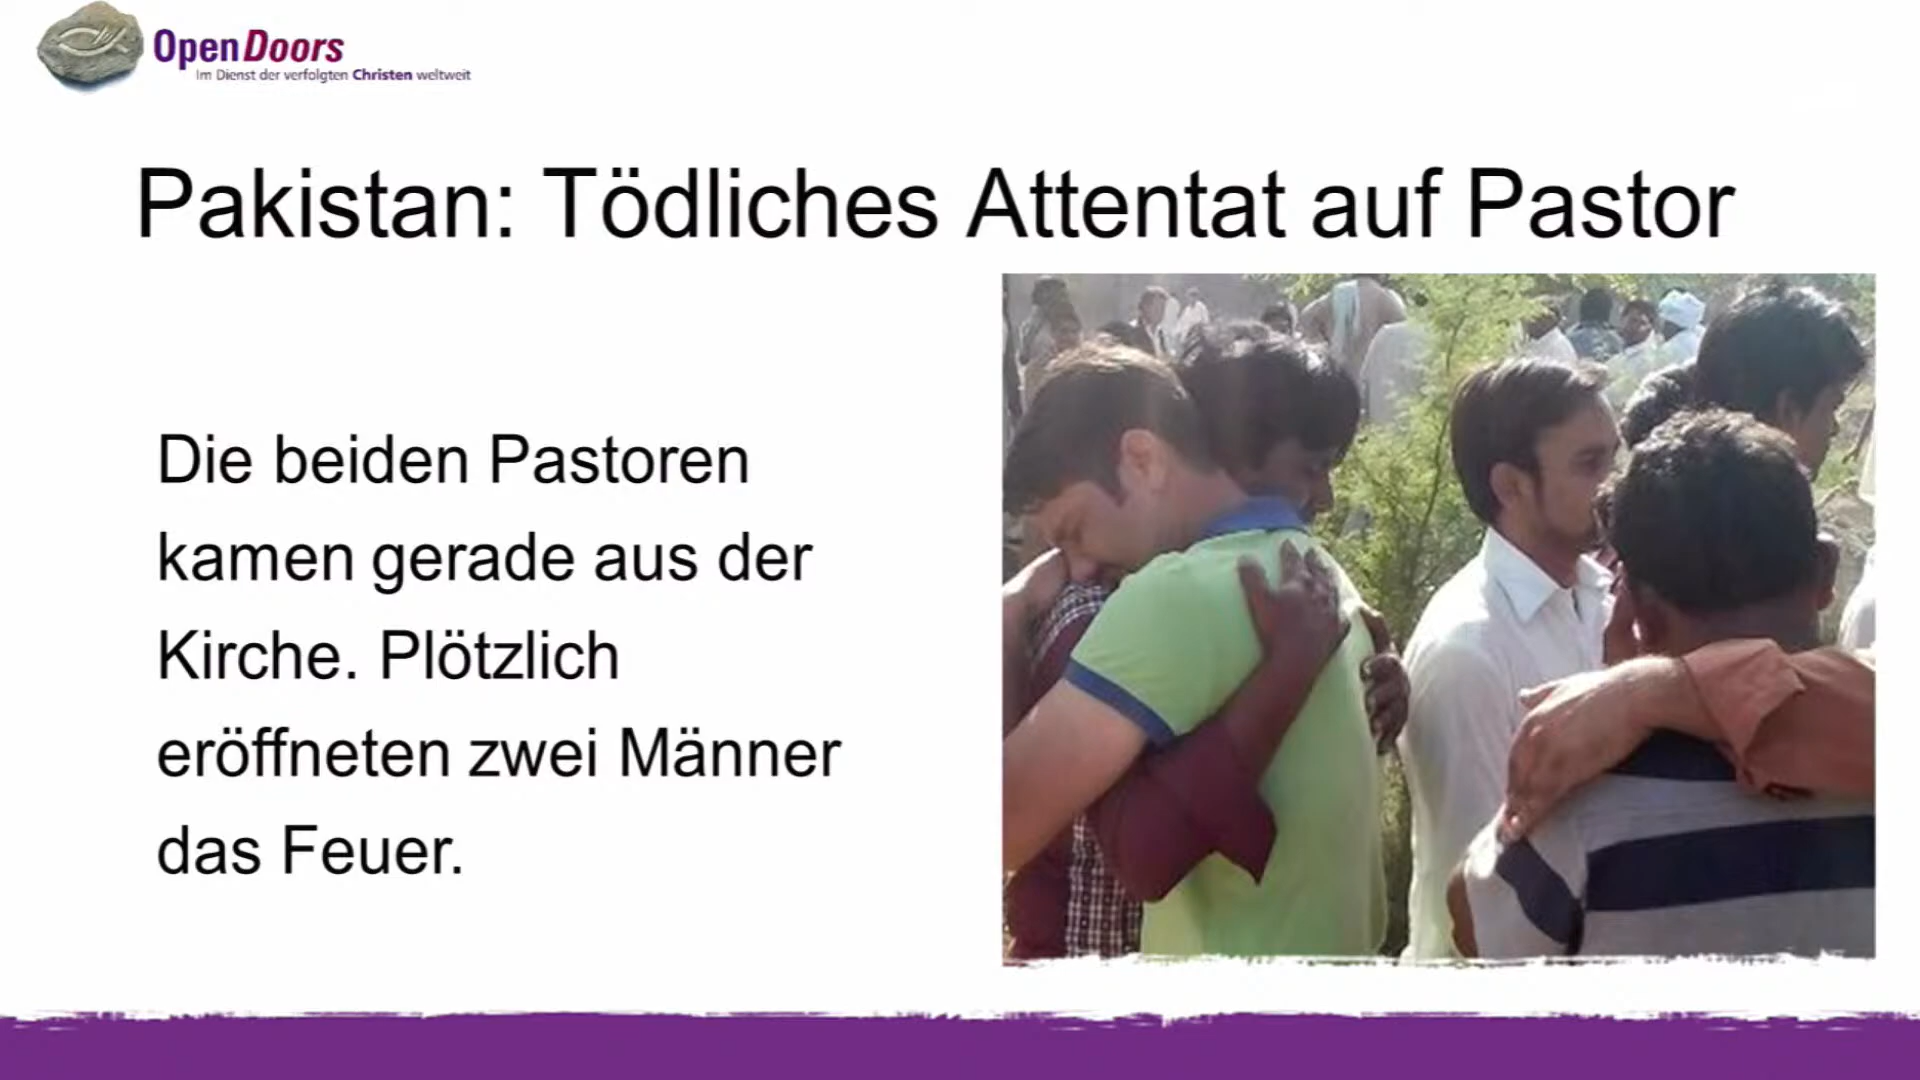 OpenDoors
Im Dienst der verfolgten Christen weltweit
Pakistan: Tödliches Attentat auf Pastor
Die beiden Pastoren
kamen gerade aus der
Kirche. Plötzlich
eröffneten zwei Männer
das Feuer.